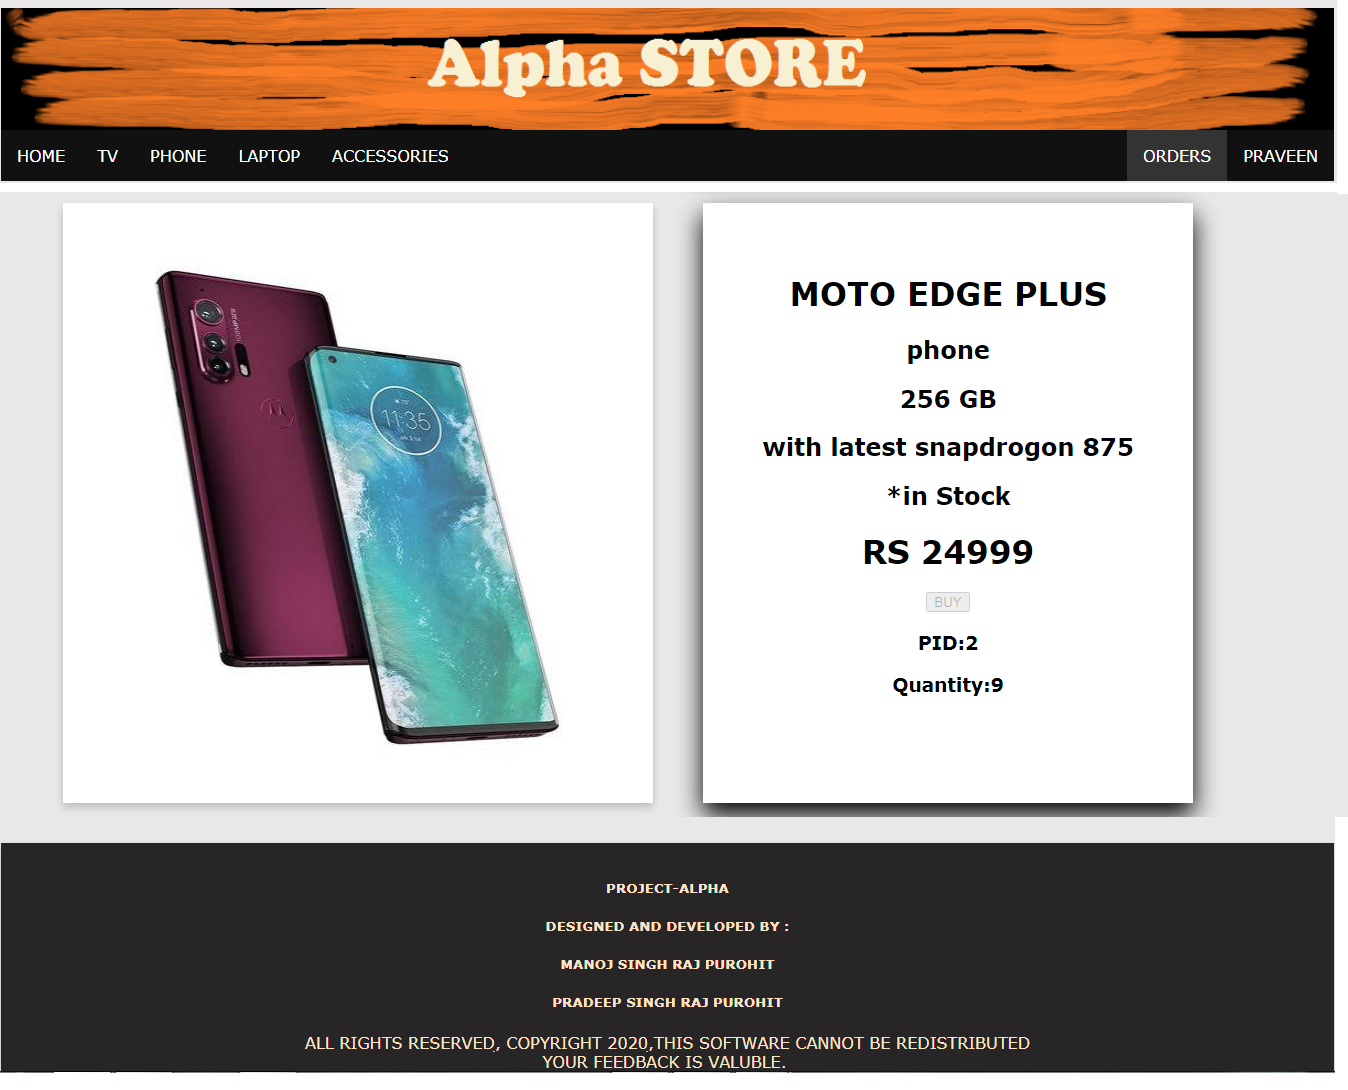 Alpha STORE
HOME TV PHONE LAPTOP ACCESSORIES ORDERS PRAVEEN
11:35
MOTO EDGE PLUS
phone
256 GB
with latest snapdrogon 875
*in Stock
RS 24999
BUY
PID:2
Quantity:9
PROJECT-ALPHA
DESIGNED AND DEVELOPED BY :
MANOJ SINGH RAJ PUROHIT
PRADEEP SINGH RAJ PUROHIT
ALL RIGHTS RESERVED, COPYRIGHT 2020,THIS SOFTWARE CANNOT BE REDISTRIBUTED
YOUR FEEDBACK IS VALUBLE.